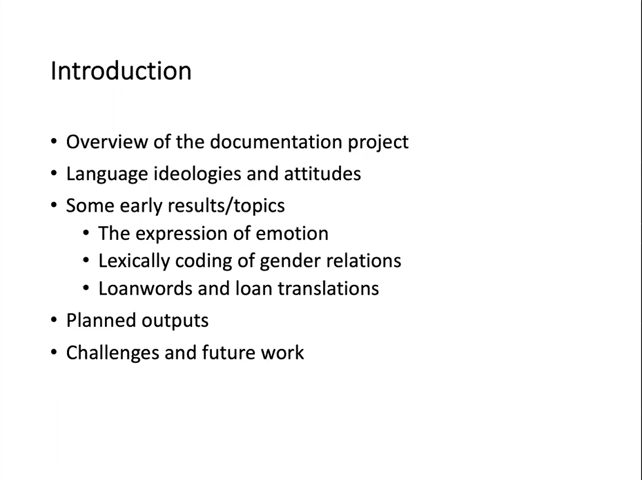 Introduction
• Overview of the documentation project
• Language ideologies and attitudes
• Some early results/topics
• The expression of emotion
• Lexically coding of gender relations
• Loanwords and loan translations
• Planned outputs
• Challenges and future work